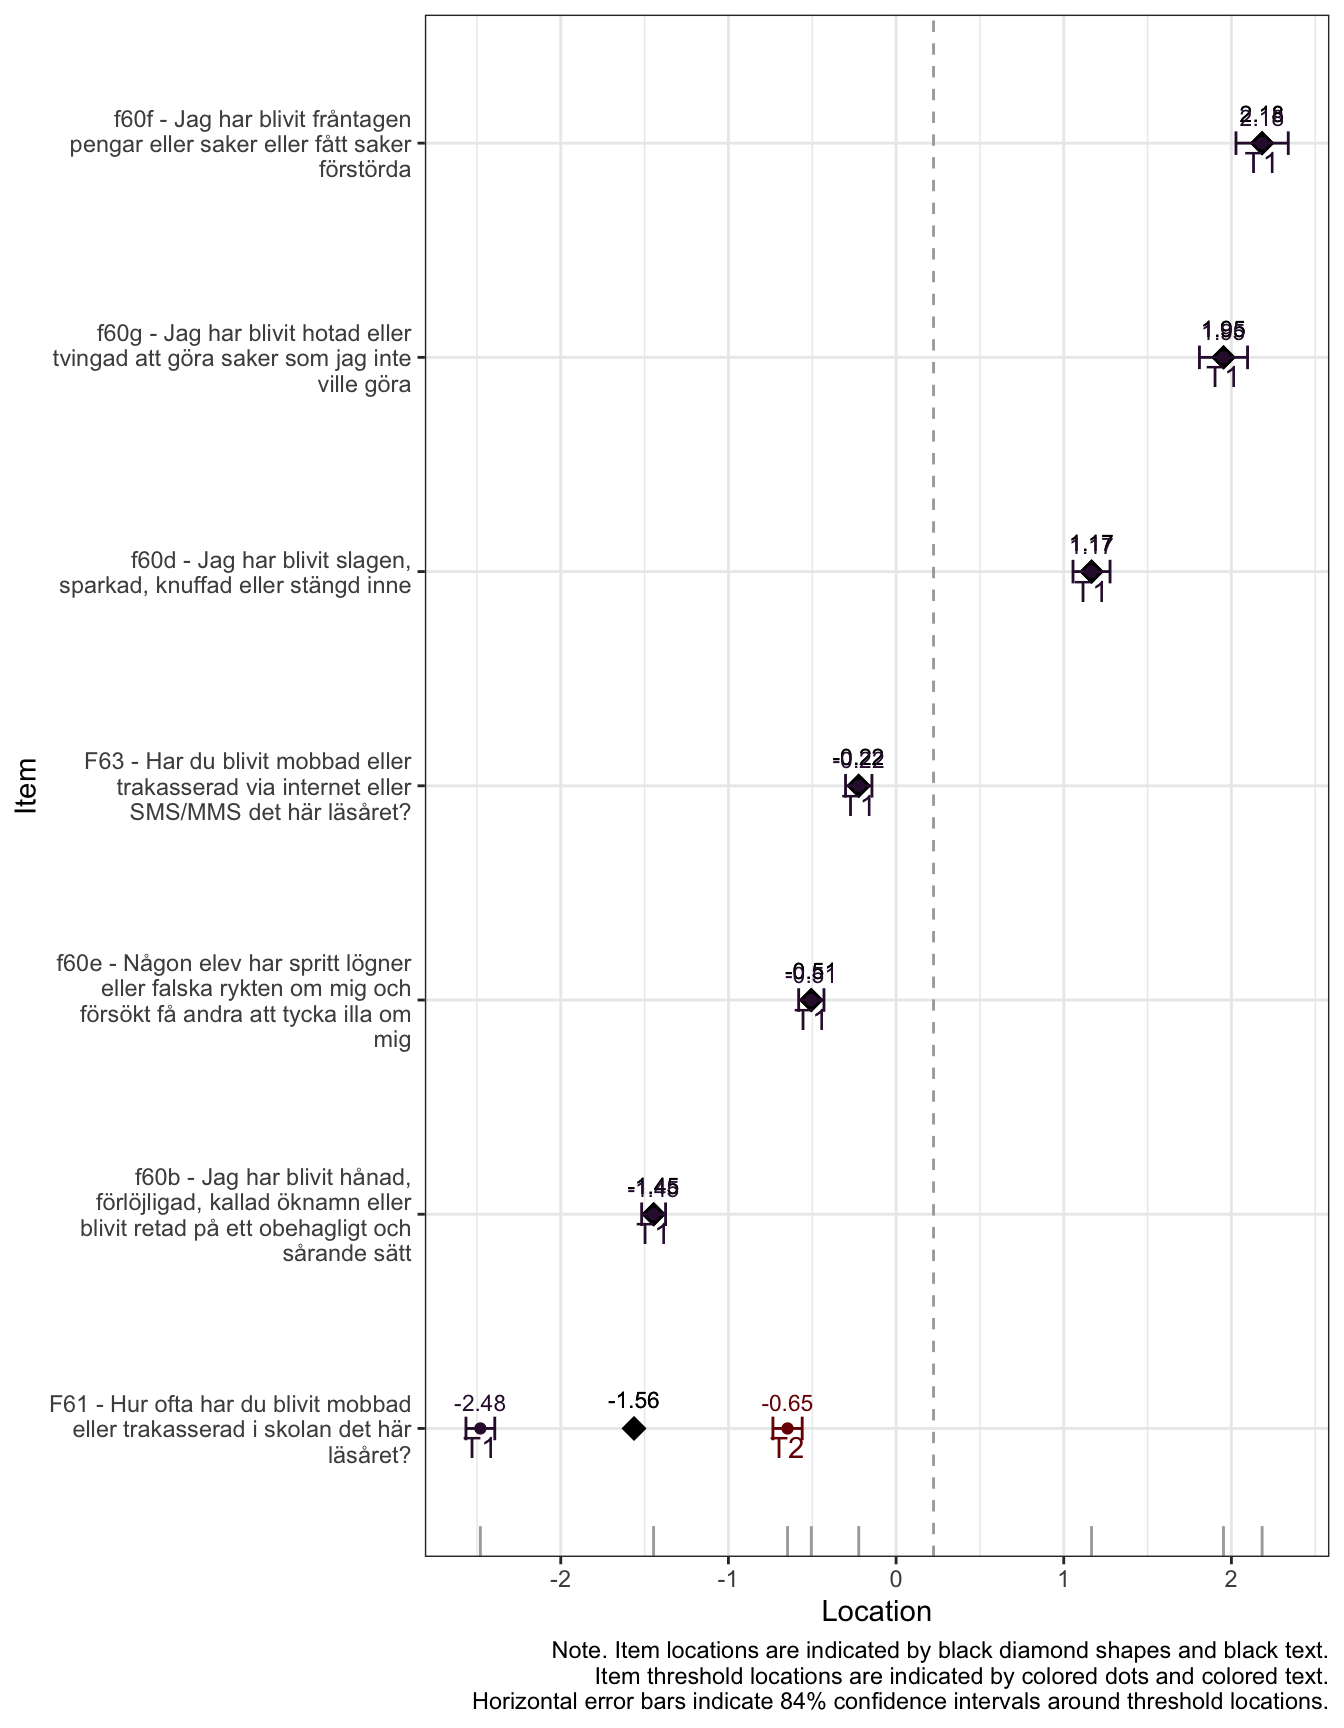 f60f - Jag har blivit fråntagen
pengar eller saker eller fått saker
förstörda
2.18
T1
f60g - Jag har blivit hotad eller
tvingad att göra saker som jag inte
ville göra
1.95
T1
f60d - Jag har blivit slagen,
sparkad, knuffad eller stängd inne
1.17
T1
Item
F63 - Har du blivit mobbad eller
trakasserad via internet eller
SMS/MMS det här läsåret?
-0.22
T1
f60e - Någon elev har spritt lögner
eller falska rykten om mig och
försökt få andra att tycka illa om
mig
-0.51
T1
f60b - Jag har blivit hånad,
förlöjligad, kallad öknamn eller
blivit retad på ett obehagligt och
sårande sätt
-1.45
T1
F61 - Hur ofta har du blivit mobbad
eller trakasserad i skolan det här
läsåret?
-2.48 -1.56 -0.65
T1 T2
-2 -1 0 1 2
Location
Note. Item locations are indicated by black diamond shapes and black text.
Item threshold locations are indicated by colored dots and colored text.
Horizontal error bars indicate 84% confidence intervals around threshold locations.